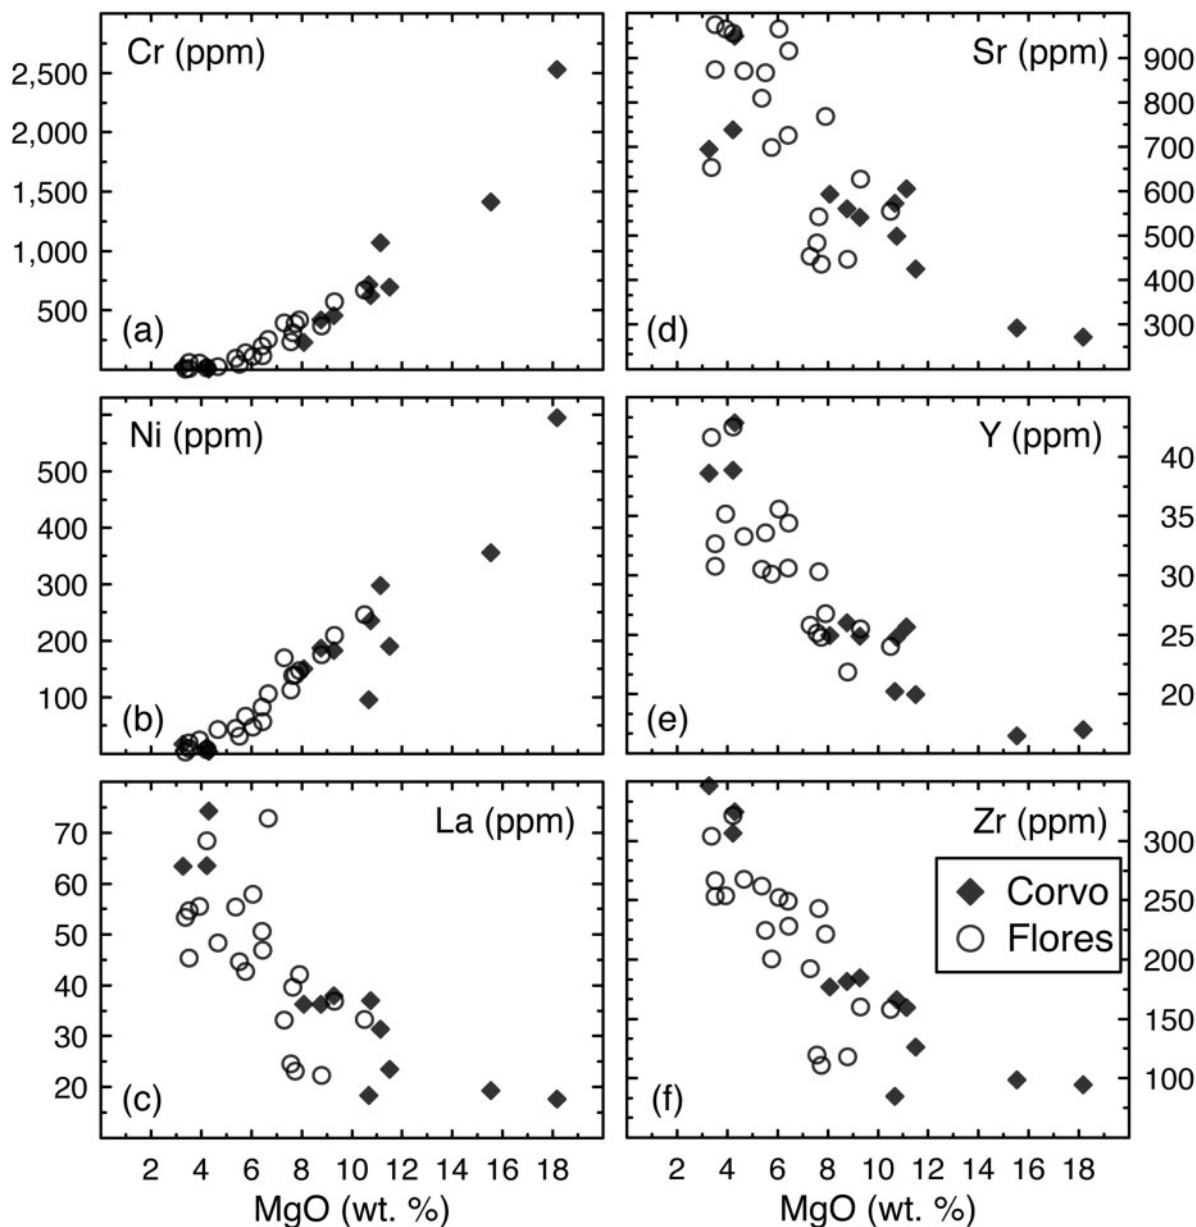 Cr (ppm)
2,500
2,000
1,500
1,000
500
(a)
Sr (ppm)
900
800
700
600
500
400
300
(d)
Ni (ppm)
500
400
300
200
100
(b)
Y (ppm)
40
35
30
25
20
(e)
La (ppm)
70
60
50
40
30
20
(c)
2 4 6 8 10 12 14 16 18
MgO (wt. %)
Zr (ppm)
300
250
200
150
100
Corvo
Flores
(f)
2 4 6 8 10 12 14 16 18
MgO (wt. %)